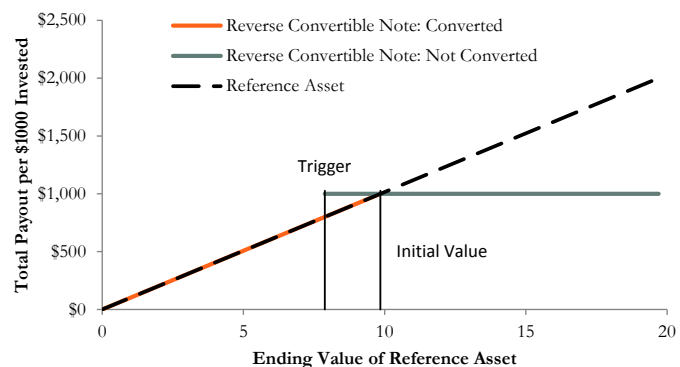 $2,500
$2,000
$1,500
$1,000
$500
$0
Total Payout per $1000 Invested
Reverse Convertible Note: Converted
Reverse Convertible Note: Not Converted
Reference Asset
Trigger
Initial Value
0 5 10 15 20
Ending Value of Reference Asset